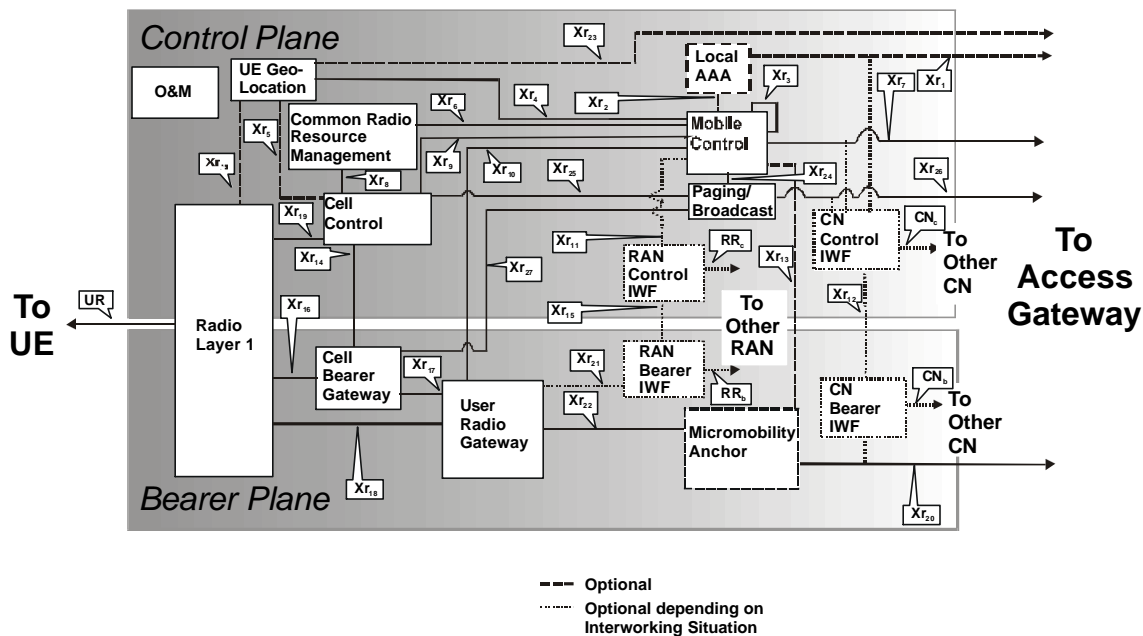 Control Plane
Xr23
UE Geo-
Location
Local
AAA
O&M
Xr3
Xr7
Xr1
Xr4
Xr2
Xr6
Common Radio
Resource
Management
Mobile
Control
Xr5
Xr9
Xr10
Xr25
Xr24
Xr26
Xr8
Paging/
Broadcast
Cell
Control
Xr19
CN
Control
IWF
CNc
To
Other
CN
To
Access
Gateway
Xr14
Xr11
RAN
Control
IWF
RRc
Xr13
Xr27
Xr12
UR
To
UE
Xr16
Xr15
To
Other
RAN
Radio
Layer 1
Cell
Bearer
Gateway
Xr17
Xr21
RAN
Bearer
IWF
RRb
CN
Bearer
IWF
CNb
To
Other
CN
User
Radio
Gateway
Xr22
Micromobility
Anchor
Xr18
Bearer Plane
Xr20
Optional
Optional depending on
Interworking Situation